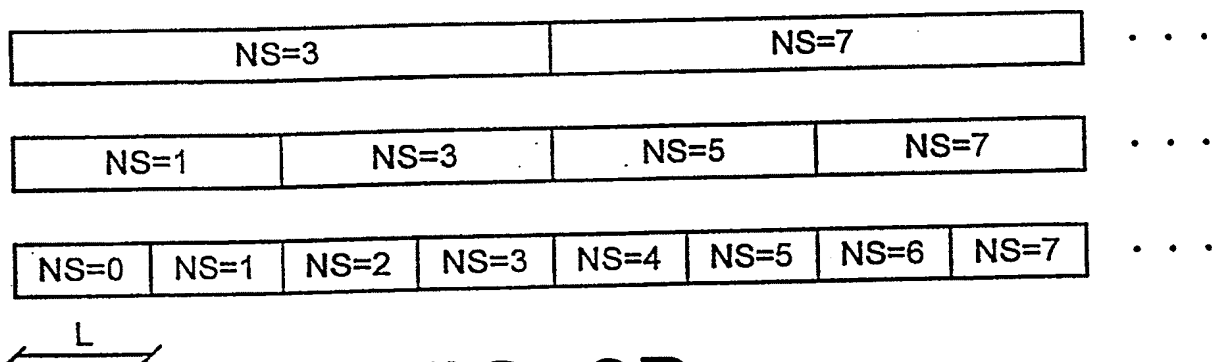 NS=3 NS=7 . . .
NS=1 NS=3 NS=5 NS=7 . . .
NS=0 NS=1 NS=2 NS=3 NS=4 NS=5 NS=6 NS=7 . . .
L